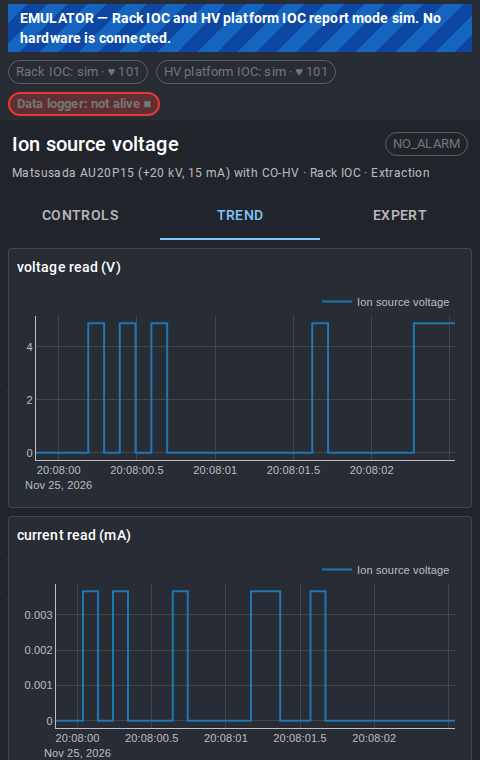 EMULATOR — Rack IOC and HV platform IOC report mode sim. No
hardware is connected.
Rack IOC: sim · ♥ 101
HV platform IOC: sim · ♥ 101
Data logger: not alive ■
Ion source voltage
NO_ALARM
Matsusada AU20P15 (+20 kV, 15 mA) with CO-HV · Rack IOC · Extraction
CONTROLS
TREND
EXPERT
voltage read (V)
Ion source voltage
4
2
0
20:08:00
20:08:00.5
20:08:01
20:08:01.5
20:08:02
Nov 25, 2026
current read (mA)
Ion source voltage
0.003
0.002
0.001
0
20:08:00
20:08:00.5
20:08:01
20:08:01.5
20:08:02
Nov 25, 2026